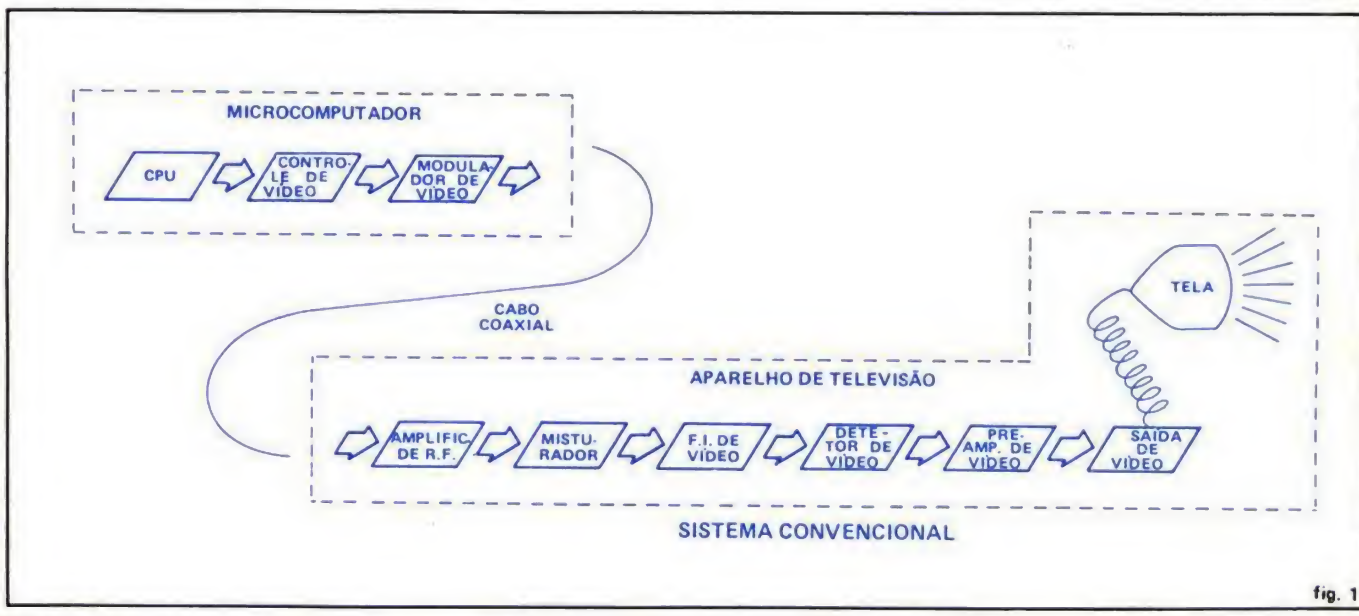 MICROCOMPUTADOR
CPU
CONTRO-
LE DE
VÍDEO
MODULA-
DOR DE
VÍDEO
CABO
COAXIAL
TELA
APARELHO DE TELEVISÃO
AMPLIFIC.
DE R.F.
MISTU-
RADOR
F.I. DE
VÍDEO
DETE-
TOR DE
VÍDEO
PRÉ-
AMP. DE
VÍDEO
SAÍDA
DE
VÍDEO
SISTEMA CONVENCIONAL
fig. 1